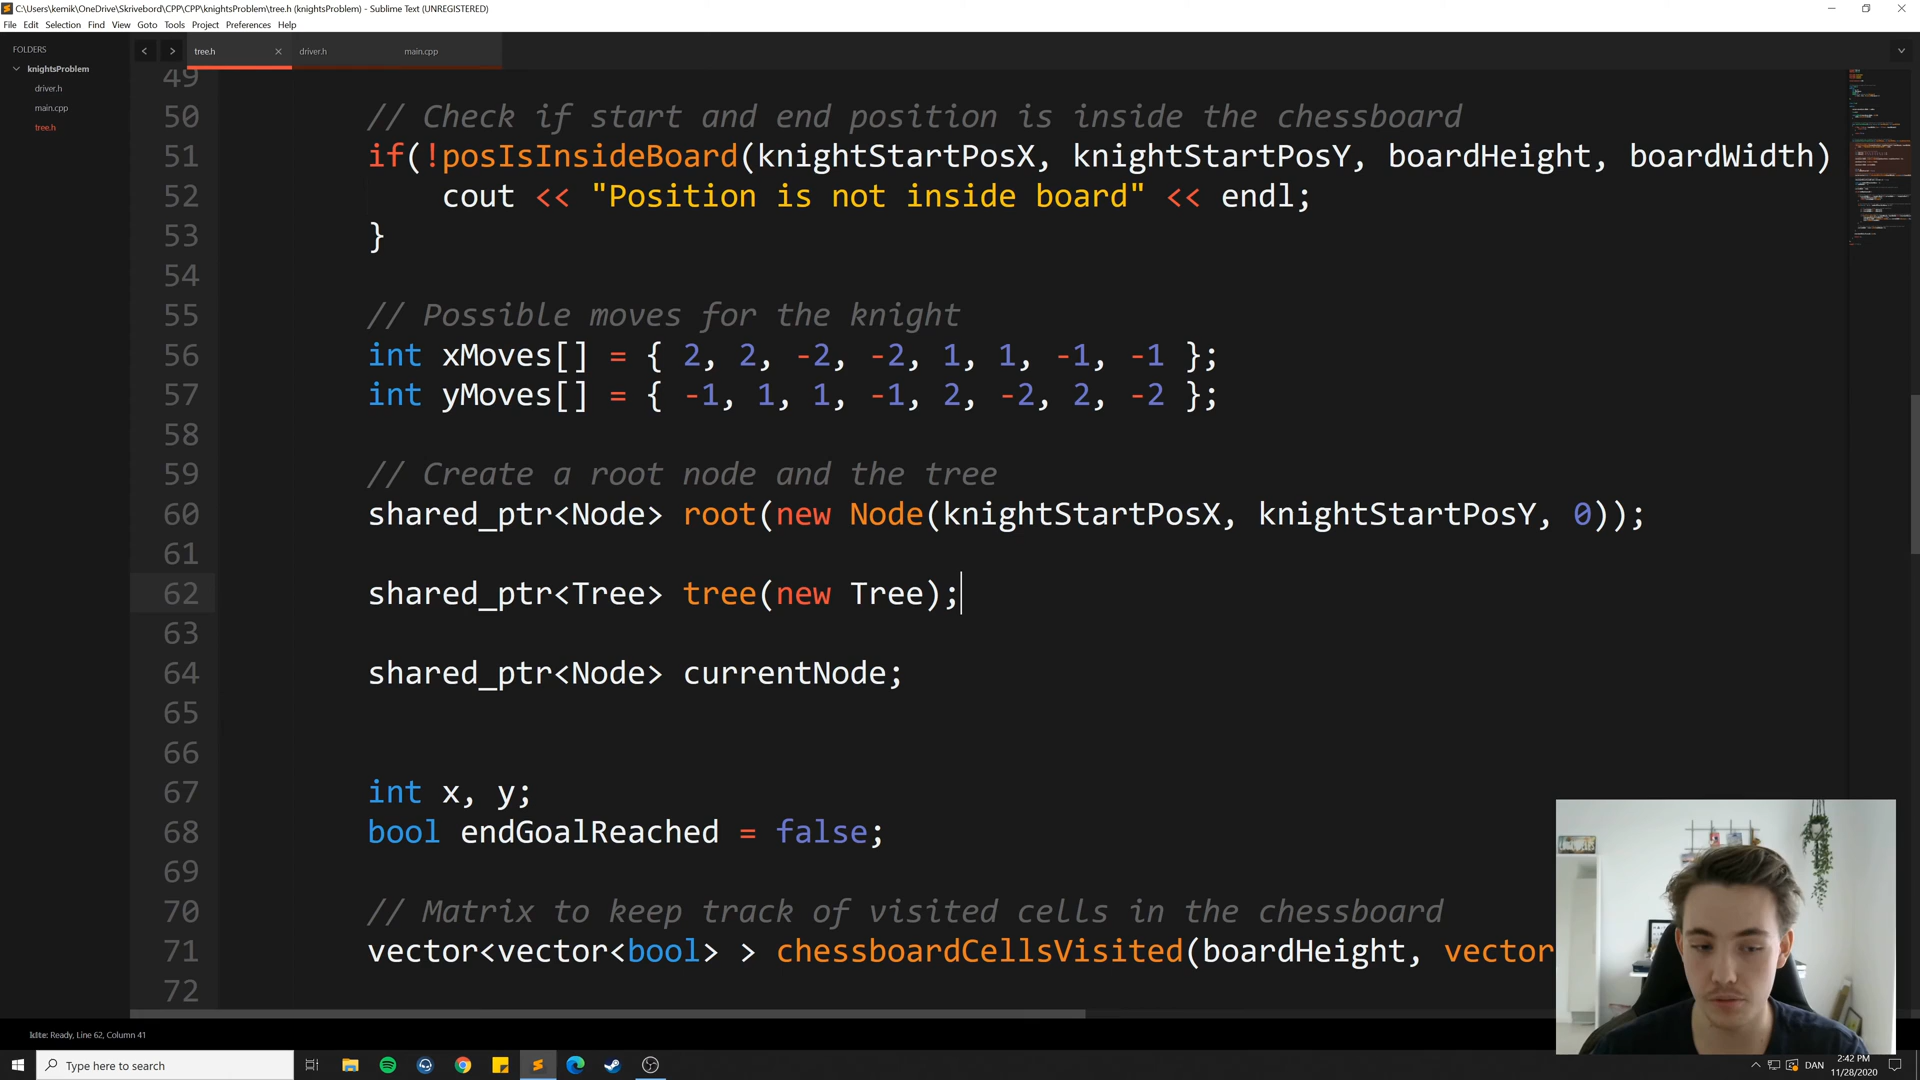 C:\Users\kemik\OneDrive\Skrivebord\CPP\CPP\knightsProblem\tree.h (knightsProblem) - Sublime Text (UNREGISTERED)
File Edit Selection Find View Goto Tools Project Preferences Help
FOLDERS
knightsProblem
driver.h
main.cpp
tree.h
tree.h driver.h main.cpp
49
50 // Check if start and end position is inside the chessboard
51 if(!posIsInsideBoard(knightStartPosX, knightStartPosY, boardHeight, boardWidth)
52 cout << "Position is not inside board" << endl;
53 }
54
55 // Possible moves for the knight
56 int xMoves[] = { 2, 2, -2, -2, 1, 1, -1, -1 };
57 int yMoves[] = { -1, 1, 1, -1, 2, -2, 2, -2 };
58
59 // Create a root node and the tree
60 shared_ptr<Node> root(new Node(knightStartPosX, knightStartPosY, 0));
61
62 shared_ptr<Tree> tree(new Tree);
63
64 shared_ptr<Node> currentNode;
65
66
67 int x, y;
68 bool endGoalReached = false;
69
70 // Matrix to keep track of visited cells in the chessboard
71 vector<vector<bool> > chessboardCellsVisited(boardHeight, vector
72
kite: Ready, Line 62, Column 41
Type here to search
DAN
2:42 PM
11/28/2020